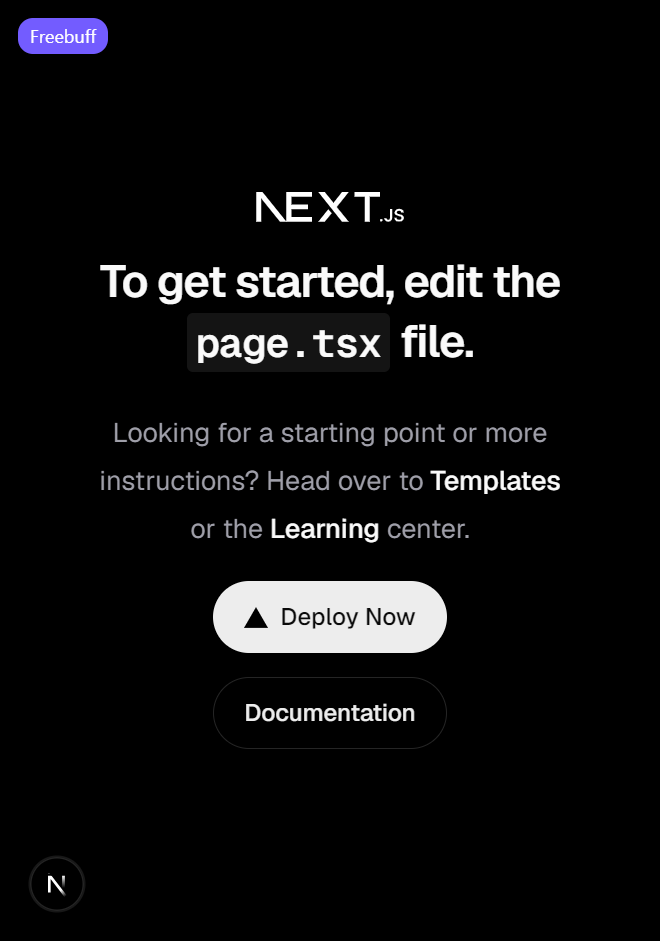 Freebuff
NEXT.JS
To get started, edit the
page.tsx file.
Looking for a starting point or more
instructions? Head over to Templates
or the Learning center.
Deploy Now
Documentation
N